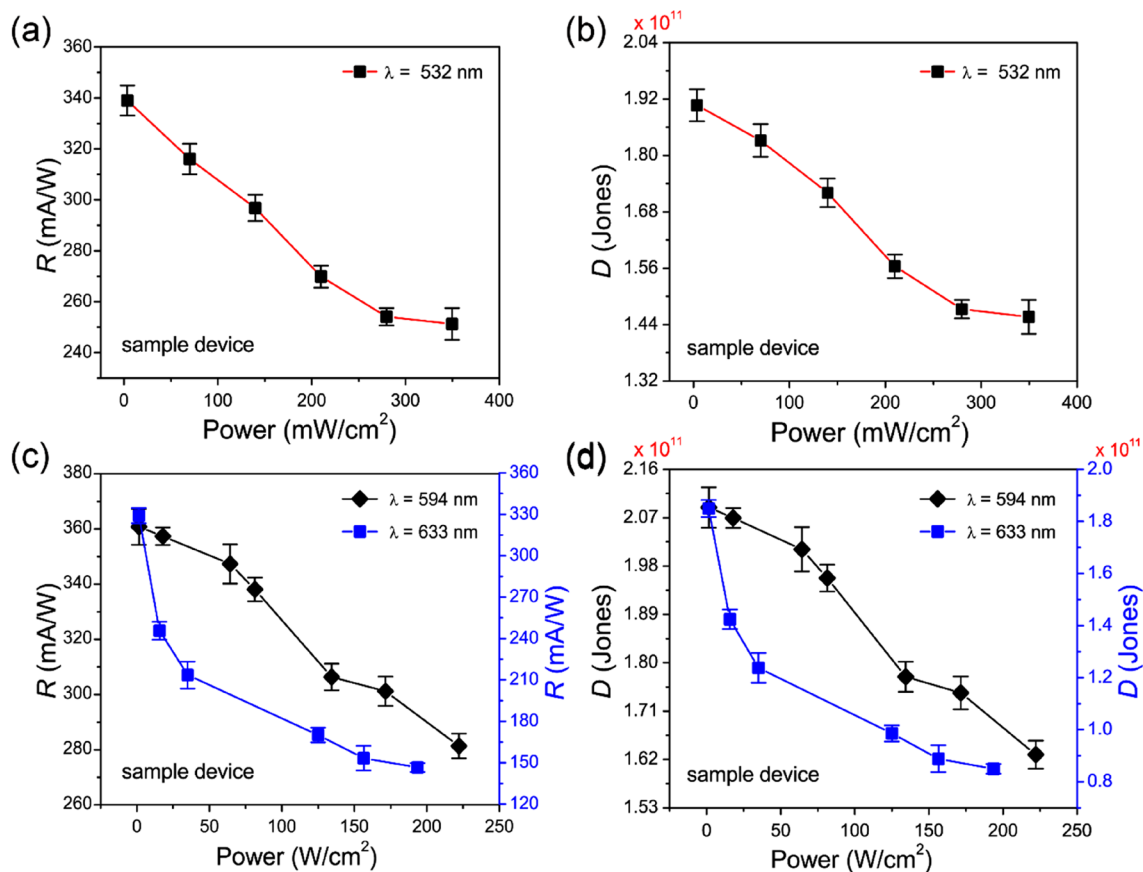 (a)
360
340
320
300
280
260
240
R (mA/W)
λ = 532 nm
sample device
0 100 200 300 400
Power (mW/cm²)
(b)
x 10¹¹
2.04
1.92
1.80
1.68
1.56
1.44
1.32
D (Jones)
λ = 532 nm
sample device
0 100 200 300 400
Power (mW/cm²)
(c)
380
360
340
320
300
280
260
R (mA/W)
λ = 594 nm
λ = 633 nm
sample device
360
330
300
270
240
210
180
150
120
R (mA/W)
0 50 100 150 200 250
Power (W/cm²)
(d)
x 10¹¹
2.16
2.07
1.98
1.89
1.80
1.71
1.62
1.53
D (Jones)
λ = 594 nm
λ = 633 nm
sample device
x 10¹¹
2.0
1.8
1.6
1.4
1.2
1.0
0.8
D (Jones)
0 50 100 150 200 250
Power (W/cm²)